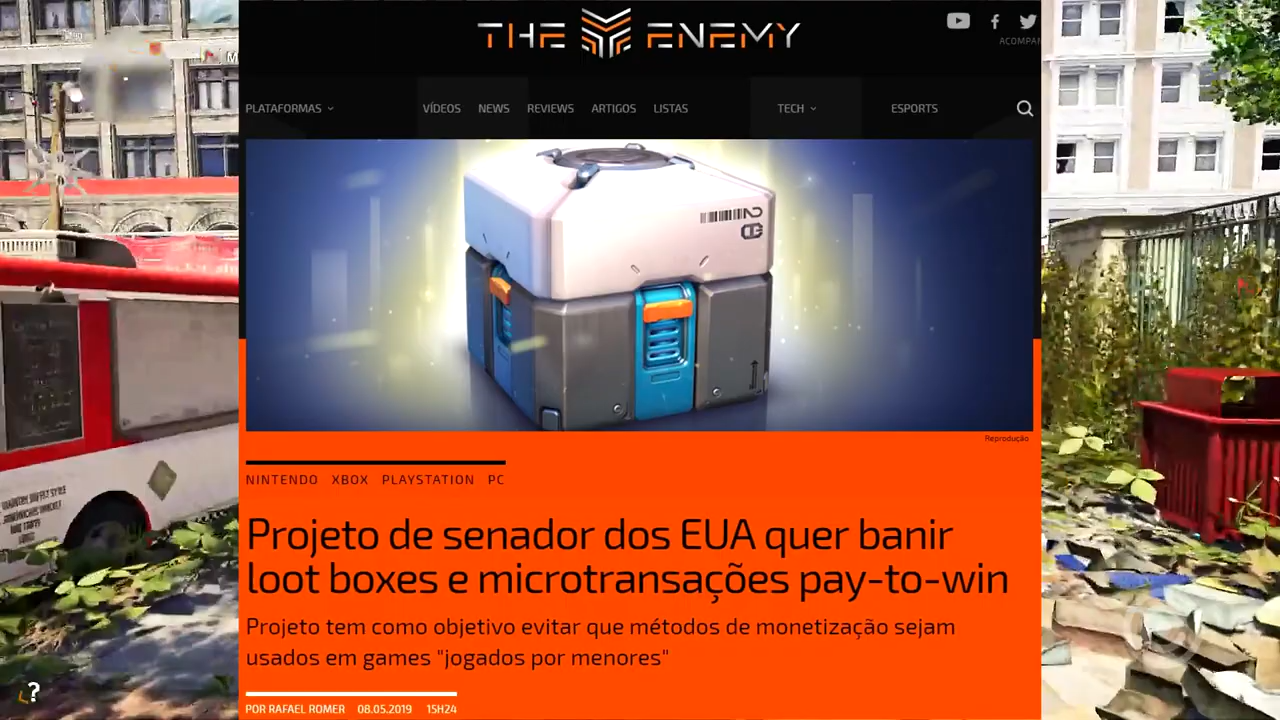 THE ENEMY
ACOMPAN
PLATAFORMAS
VÍDEOS
NEWS
REVIEWS
ARTIGOS
LISTAS
TECH
ESPORTS
Reprodução
NINTENDO XBOX PLAYSTATION PC
Projeto de senador dos EUA quer banir
loot boxes e microtransações pay-to-win
Projeto tem como objetivo evitar que métodos de monetização sejam
usados em games "jogados por menores"
POR RAFAEL ROMER 08.05.2019 15H24
?